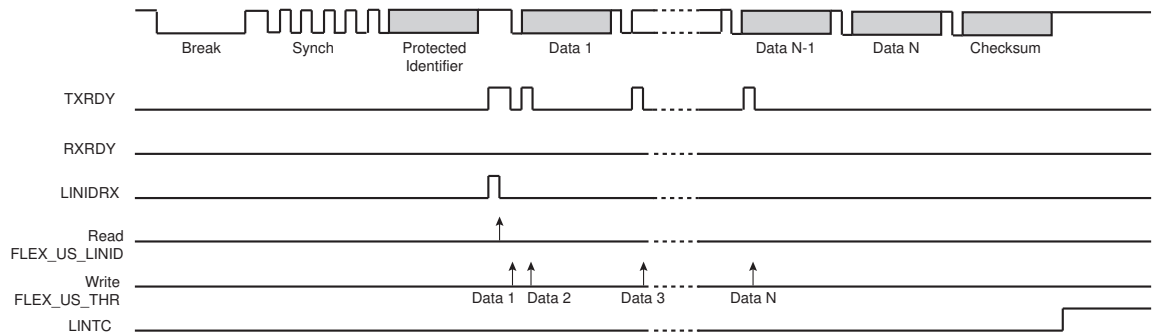 Break
Synch
Protected
Identifier
Data 1
Data N-1
Data N
Checksum
TXRDY
RXRDY
LINIDRX
Read
FLEX_US_LINID
Write
FLEX_US_THR
Data 1
Data 2
Data 3
Data N
LINTC